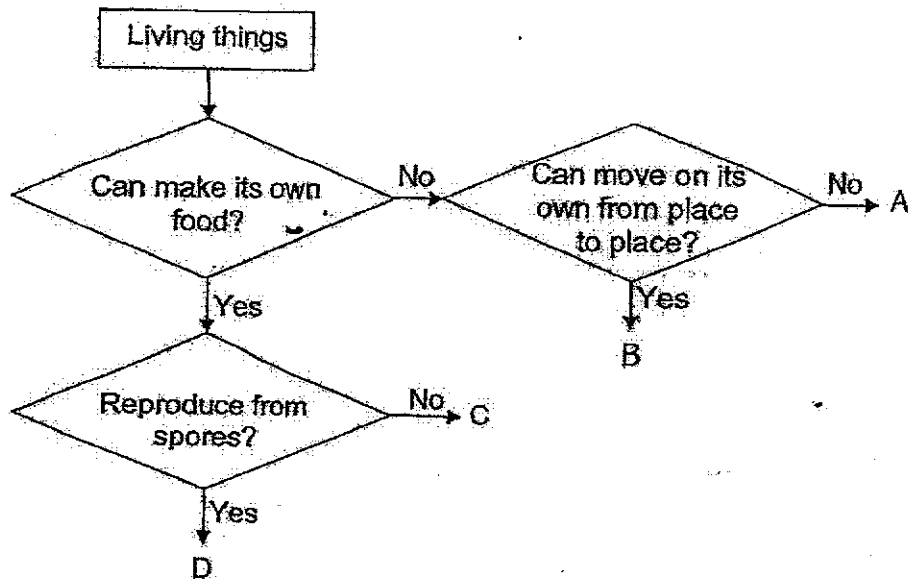 Living things
Can make its own
food?
No
Can move on its
own from place
to place?
No
A
Yes
Yes
B
Reproduce from
spores?
No
C
Yes
D